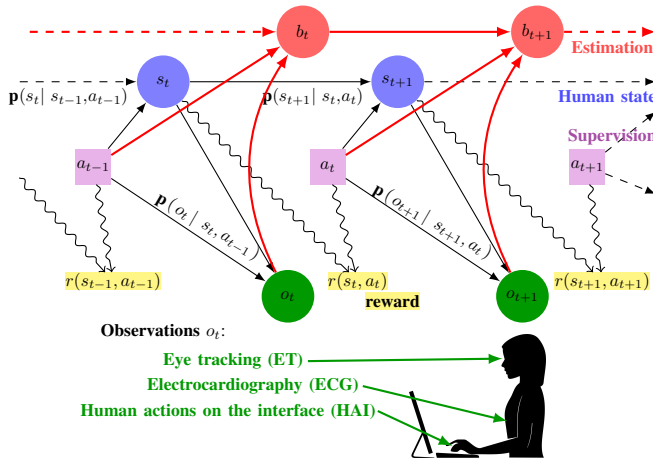 b_t
b_{t+1}
Estimation
s_t
s_{t+1}
p(s_t| s_{t−1},a_{t−1})
p(s_{t+1}| s_t,a_t)
Human state
Supervision
a_{t−1}
a_t
a_{t+1}
p(o_t | s_t, a_{t−1})
p(o_{t+1} | s_{t+1}, a_t)
r(s_{t−1}, a_{t−1})
o_t
r(s_t, a_t)
reward
o_{t+1}
r(s_{t+1}, a_{t+1})
Observations o_t:
Eye tracking (ET)
Electrocardiography (ECG)
Human actions on the interface (HAI)